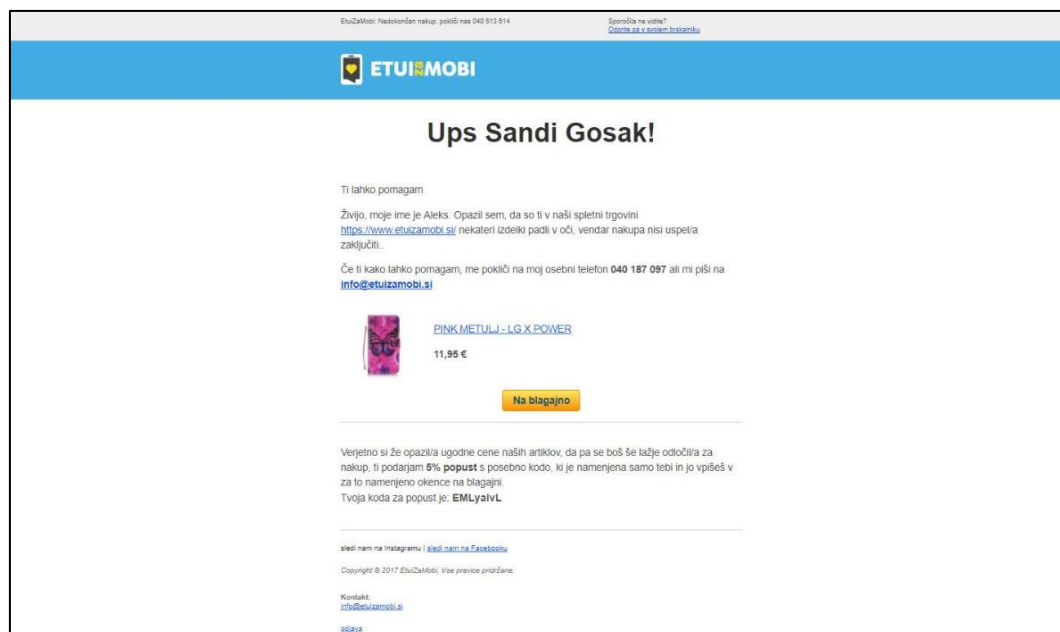 EtuiZaMobi: Nedokončan nakup, pokliči nas 040 513 614
Sporočila ne vidite?
Odprite ga v svojem brskalniku
ETUIZAMOBI
Ups Sandi Gosak!
Ti lahko pomagam
Živijo, moje ime je Aleks. Opazil sem, da so ti v naši spletni trgovini
https://www.etuizamobi.si/ nekateri izdelki padli v oči, vendar nakupa nisi uspel/a
zaključiti..
Če ti kako lahko pomagam, me pokliči na moj osebni telefon 040 187 097 ali mi piši na
info@etuizamobi.si
PINK METULJ - LG X POWER
11,95 €
Na blagajno
Verjetno si že opazil/a ugodne cene naših artiklov, da pa se boš še lažje odločil/a za
nakup, ti podarjam 5% popust s posebno kodo, ki je namenjena samo tebi in jo vpišeš v
za to namenjeno okence na blagajni.
Tvoja koda za popust je: EMLyaIvL
sledi nam na Instagramu | sledi nam na Facebooku
Copyright © 2017 EtuiZaMobi, Vse pravice pridržane.
Kontakt:
info@etuizamobi.si
odjava